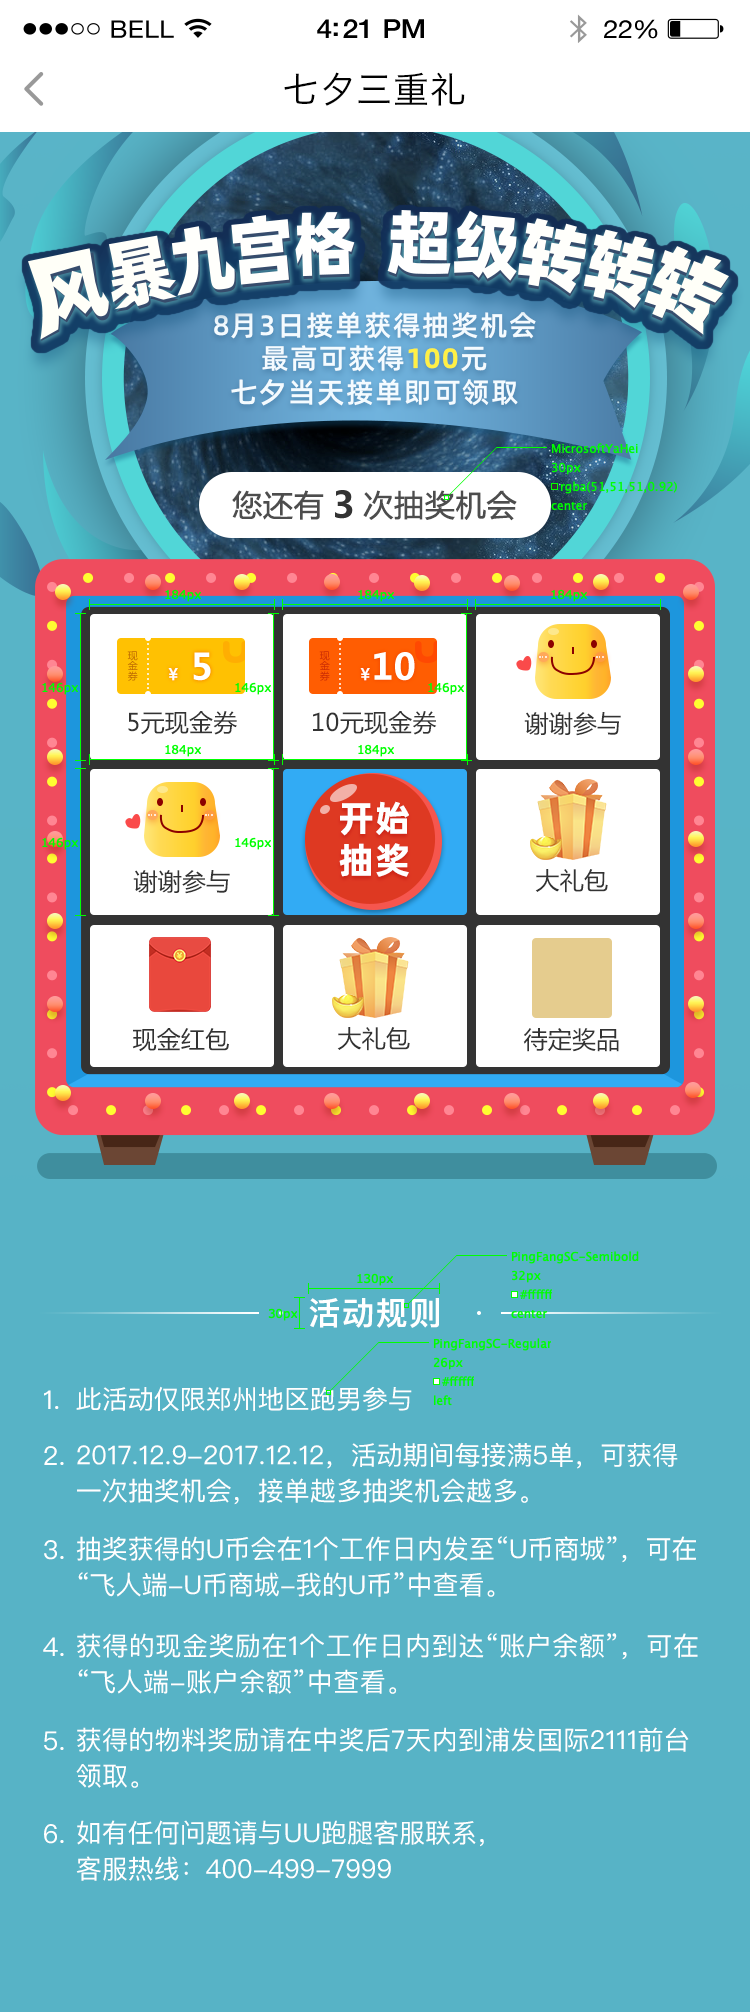 BELL 4:21 PM 22%
七夕三重礼
风暴九宫格 超级转转转
8月3日接单获得抽奖机会
最高可获得100元
七夕当天接单即可领取
MicrosoftYaHei
30px
rgba(51,51,51,0.92)
center
您还有 3 次抽奖机会
184px 184px 184px
现金券 ¥ 5
现金券 ¥10
146px 146px 146px
5元现金券 10元现金券 谢谢参与
184px 184px
146px 146px
开始
抽奖
谢谢参与 大礼包
现金红包 大礼包 待定奖品
PingFangSC-Semibold
32px
#ffffff
center
130px
30px
活动规则
PingFangSC-Regular
26px
#ffffff
left
1. 此活动仅限郑州地区跑男参与
2. 2017.12.9-2017.12.12，活动期间每接满5单，可获得
一次抽奖机会，接单越多抽奖机会越多。
3. 抽奖获得的U币会在1个工作日内发至“U币商城”，可在
“飞人端-U币商城-我的U币”中查看。
4. 获得的现金奖励在1个工作日内到达“账户余额”，可在
“飞人端-账户余额”中查看。
5. 获得的物料奖励请在中奖后7天内到浦发国际2111前台
领取。
6. 如有任何问题请与UU跑腿客服联系，
客服热线：400-499-7999